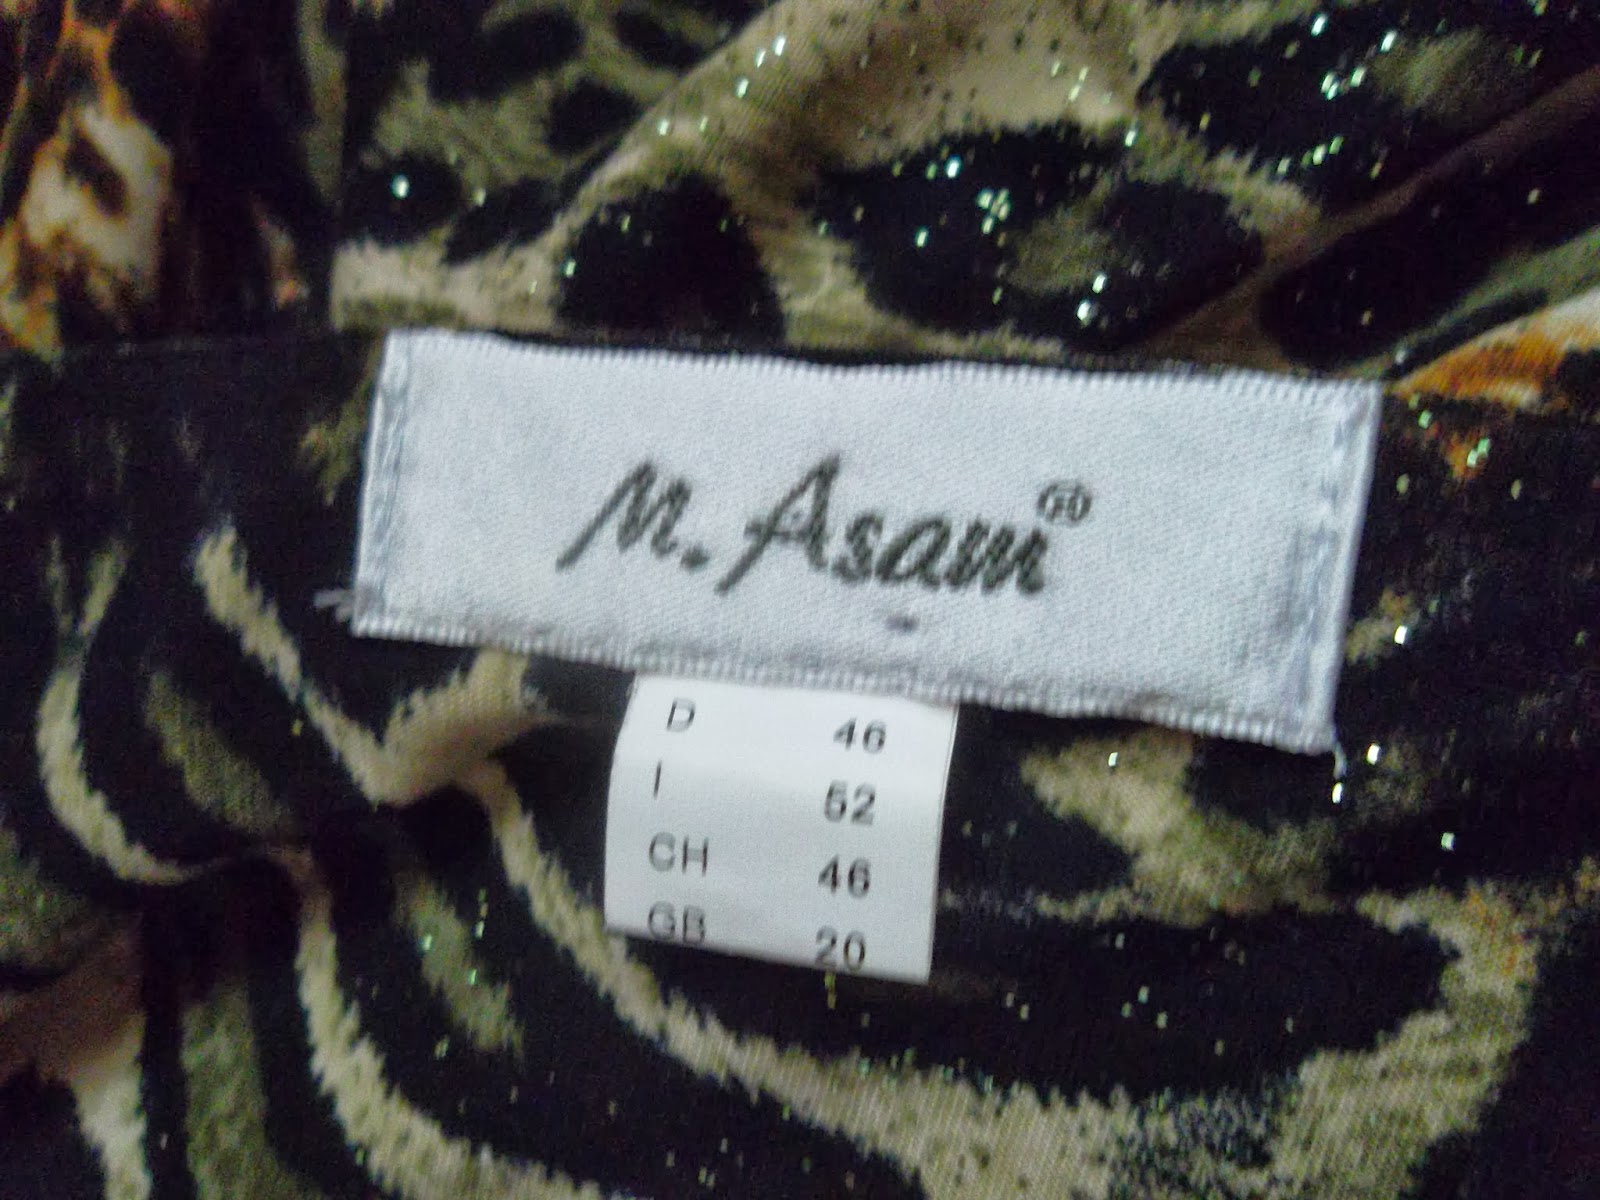 M. Asam®
D 46
I 52
CH 46
GB 20